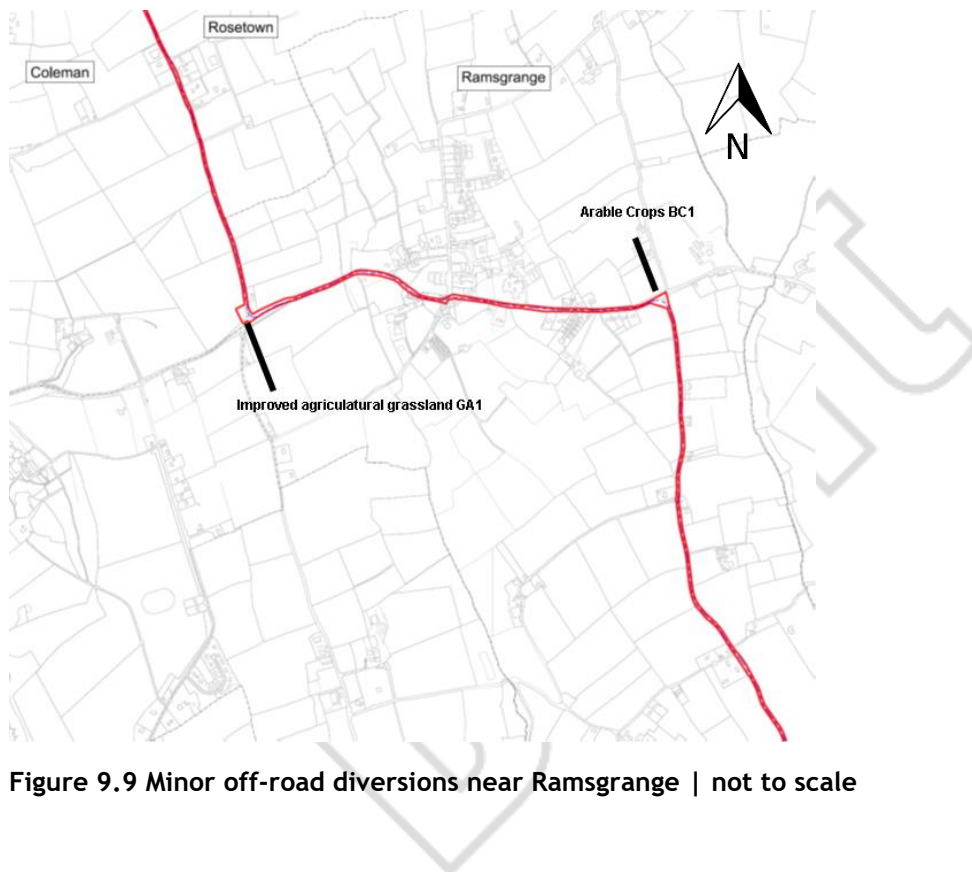 Rosetown
Coleman
Ramsgrange
N
Arable Crops BC1
Improved agriculatural grassland GA1
Figure 9.9 Minor off-road diversions near Ramsgrange | not to scale